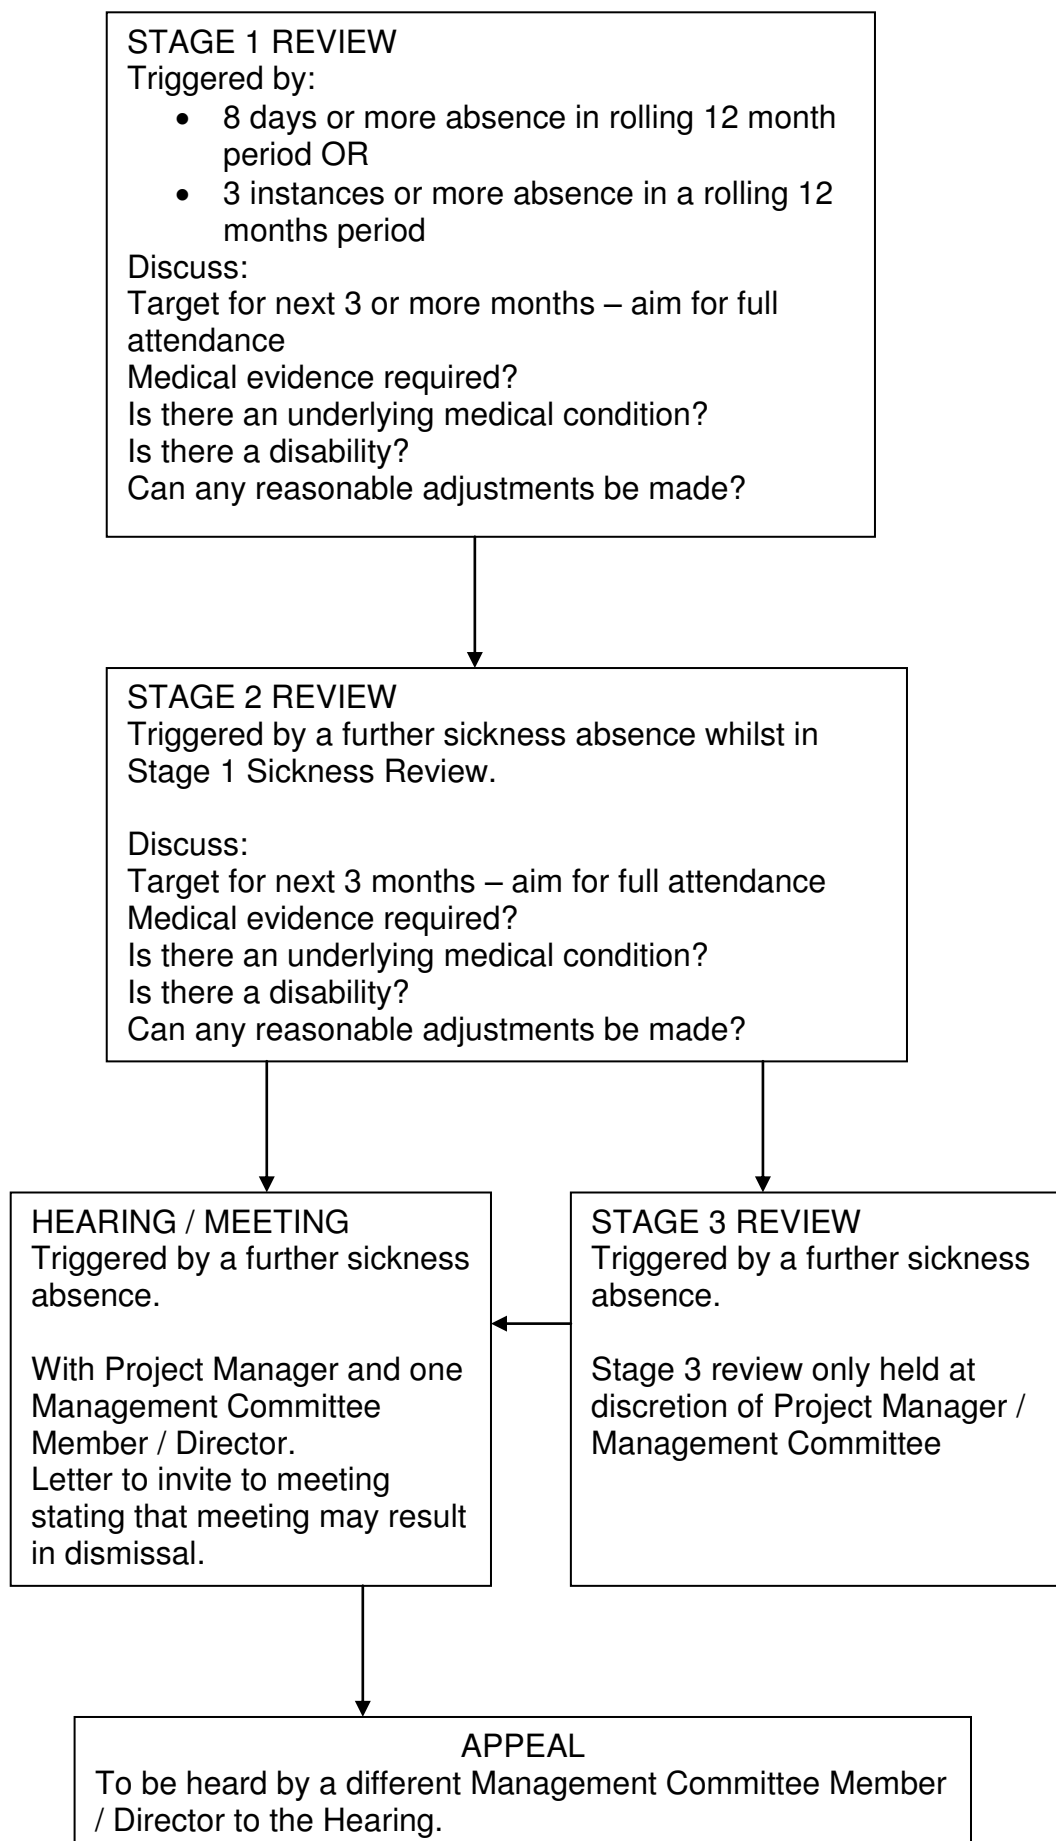 STAGE 1 REVIEW
Triggered by:
• 8 days or more absence in rolling 12 month
period OR
• 3 instances or more absence in a rolling 12
months period
Discuss:
Target for next 3 or more months – aim for full
attendance
Medical evidence required?
Is there an underlying medical condition?
Is there a disability?
Can any reasonable adjustments be made?
STAGE 2 REVIEW
Triggered by a further sickness absence whilst in
Stage 1 Sickness Review.
Discuss:
Target for next 3 months – aim for full attendance
Medical evidence required?
Is there an underlying medical condition?
Is there a disability?
Can any reasonable adjustments be made?
HEARING / MEETING
Triggered by a further sickness
absence.
With Project Manager and one
Management Committee
Member / Director.
Letter to invite to meeting
stating that meeting may result
in dismissal.
STAGE 3 REVIEW
Triggered by a further sickness
absence.
Stage 3 review only held at
discretion of Project Manager /
Management Committee
APPEAL
To be heard by a different Management Committee Member
/ Director to the Hearing.